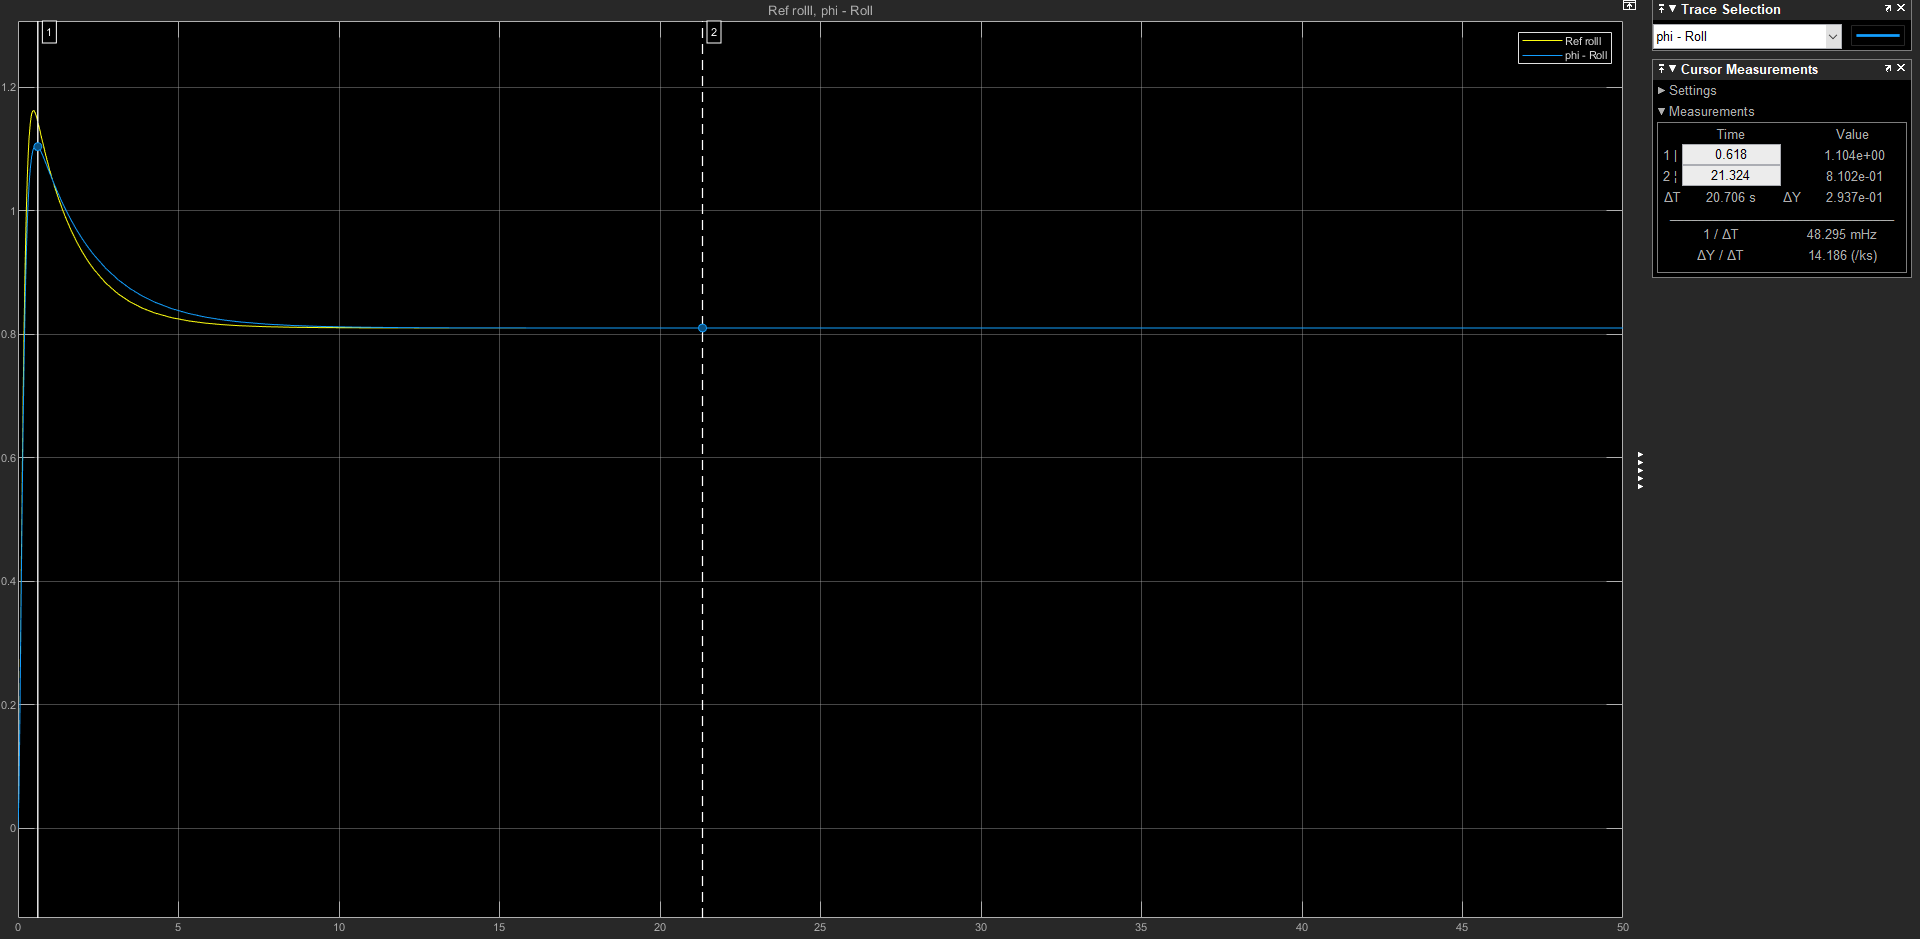 Ref rolll, phi - Roll
1
2
Ref rolll
phi - Roll
1.2
1
0.8
0.6
0.4
0.2
0
0 5 10 15 20 25 30 35 40 45 50
Trace Selection
phi - Roll
Cursor Measurements
Settings
Measurements
Time Value
1 | 0.618 1.104e+00
2 ¦ 21.324 8.102e-01
ΔT 20.706 s ΔY 2.937e-01
1 / ΔT 48.295 mHz
ΔY / ΔT 14.186 (/ks)